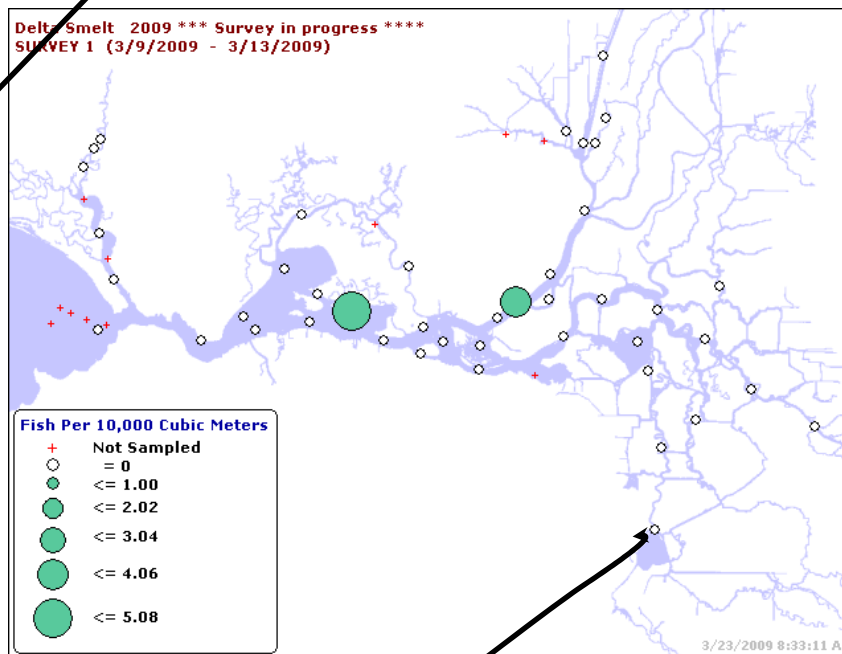 Delta Smelt 2009 *** Survey in progress ****
SURVEY 1 (3/9/2009 - 3/13/2009)
Fish Per 10,000 Cubic Meters
Not Sampled
= 0
<= 1.00
<= 2.02
<= 3.04
<= 4.06
<= 5.08
3/23/2009 8:33:11 A